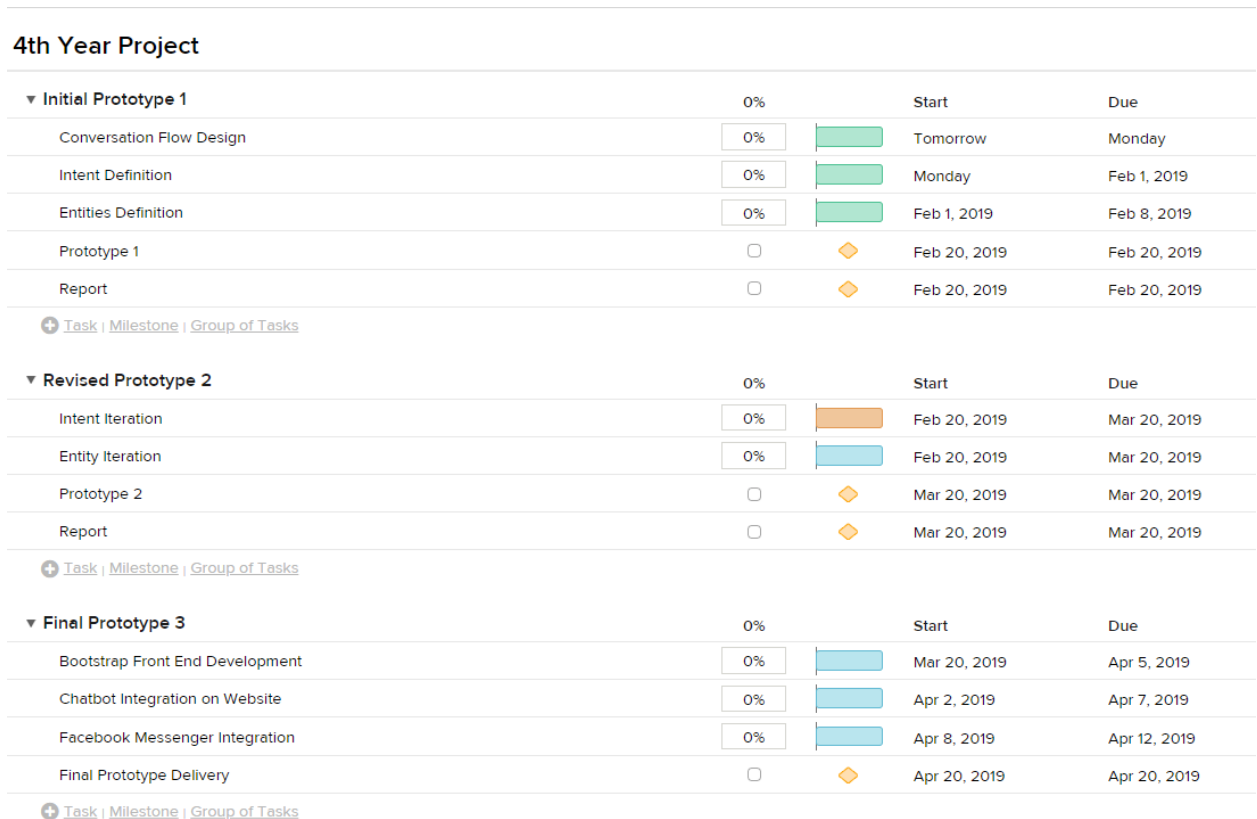 4th Year Project
Initial Prototype 1 0% Start Due
Conversation Flow Design 0% Tomorrow Monday
Intent Definition 0% Monday Feb 1, 2019
Entities Definition 0% Feb 1, 2019 Feb 8, 2019
Prototype 1 Feb 20, 2019 Feb 20, 2019
Report Feb 20, 2019 Feb 20, 2019
Task | Milestone | Group of Tasks
Revised Prototype 2 0% Start Due
Intent Iteration 0% Feb 20, 2019 Mar 20, 2019
Entity Iteration 0% Feb 20, 2019 Mar 20, 2019
Prototype 2 Mar 20, 2019 Mar 20, 2019
Report Mar 20, 2019 Mar 20, 2019
Task | Milestone | Group of Tasks
Final Prototype 3 0% Start Due
Bootstrap Front End Development 0% Mar 20, 2019 Apr 5, 2019
Chatbot Integration on Website 0% Apr 2, 2019 Apr 7, 2019
Facebook Messenger Integration 0% Apr 8, 2019 Apr 12, 2019
Final Prototype Delivery Apr 20, 2019 Apr 20, 2019
Task | Milestone | Group of Tasks